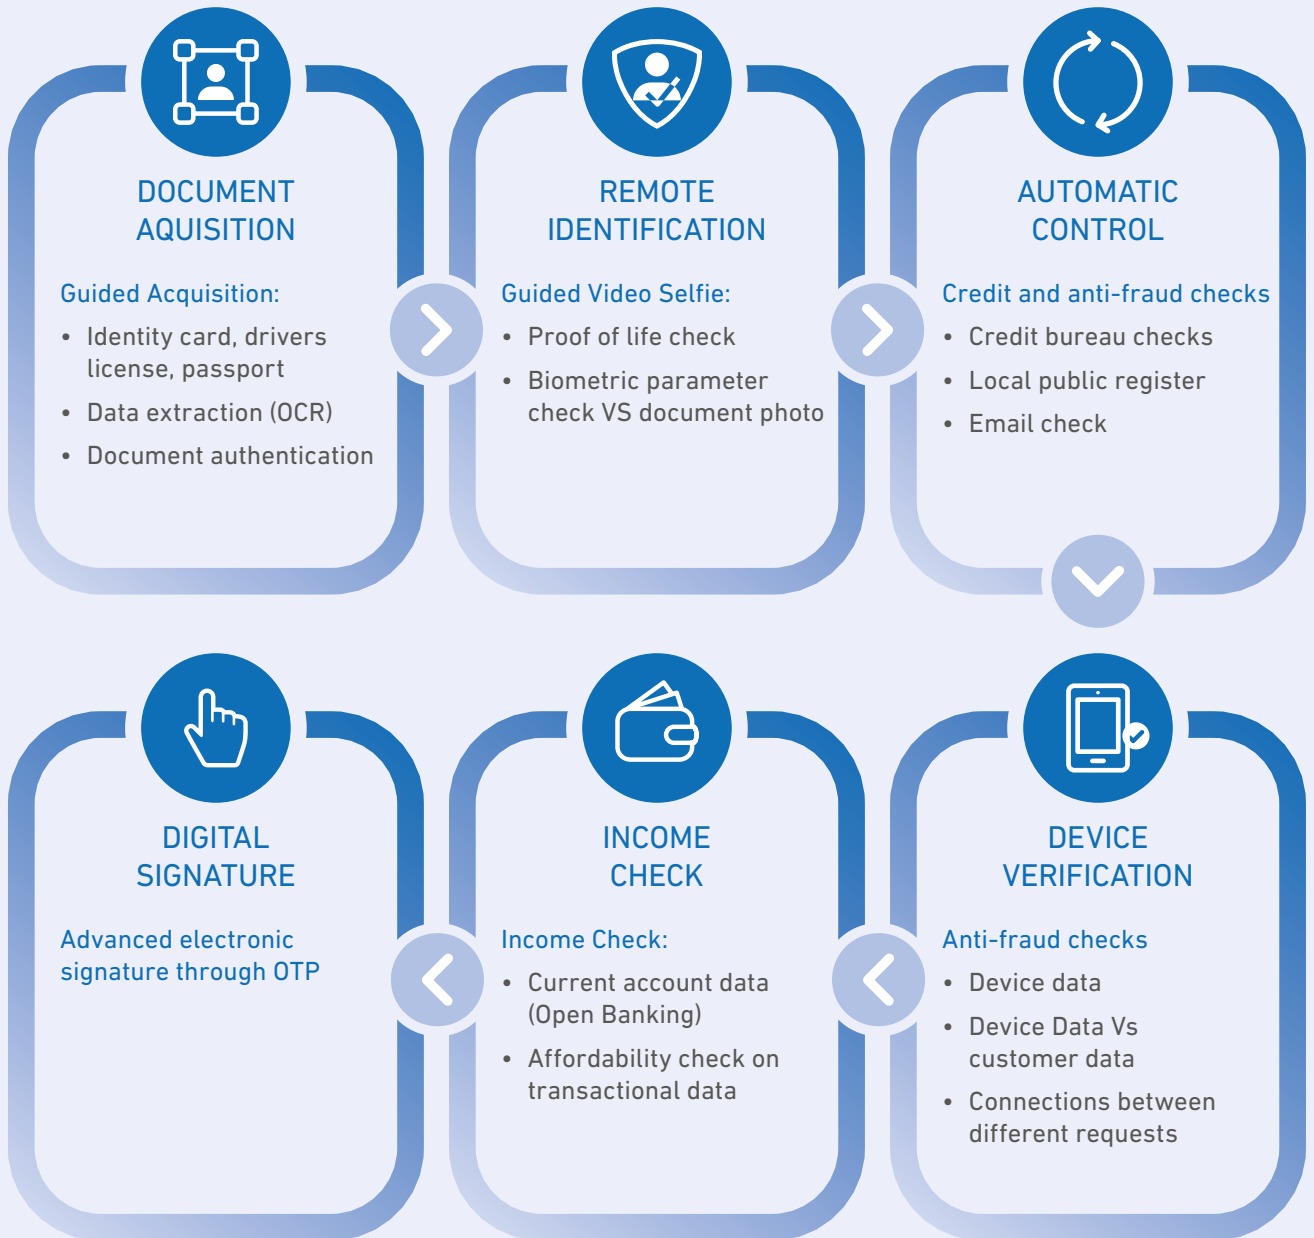 DOCUMENT
AQUISITION
Guided Acquisition:
• Identity card, drivers
license, passport
• Data extraction (OCR)
• Document authentication
REMOTE
IDENTIFICATION
Guided Video Selfie:
• Proof of life check
• Biometric parameter
check VS document photo
AUTOMATIC
CONTROL
Credit and anti-fraud checks
• Credit bureau checks
• Local public register
• Email check
DEVICE
VERIFICATION
Anti-fraud checks
• Device data
• Device Data Vs
customer data
• Connections between
different requests
INCOME
CHECK
Income Check:
• Current account data
(Open Banking)
• Affordability check on
transactional data
DIGITAL
SIGNATURE
Advanced electronic
signature through OTP